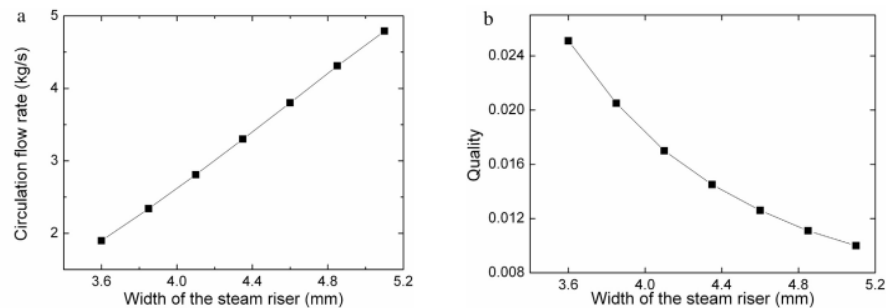 a
5
4
3
2
Circulation flow rate (kg/s)
3.6 4.0 4.4 4.8 5.2
Width of the steam riser (mm)
b
0.024
0.020
0.016
0.012
0.008
Quality
3.6 4.0 4.4 4.8 5.2
Width of the steam riser (mm)